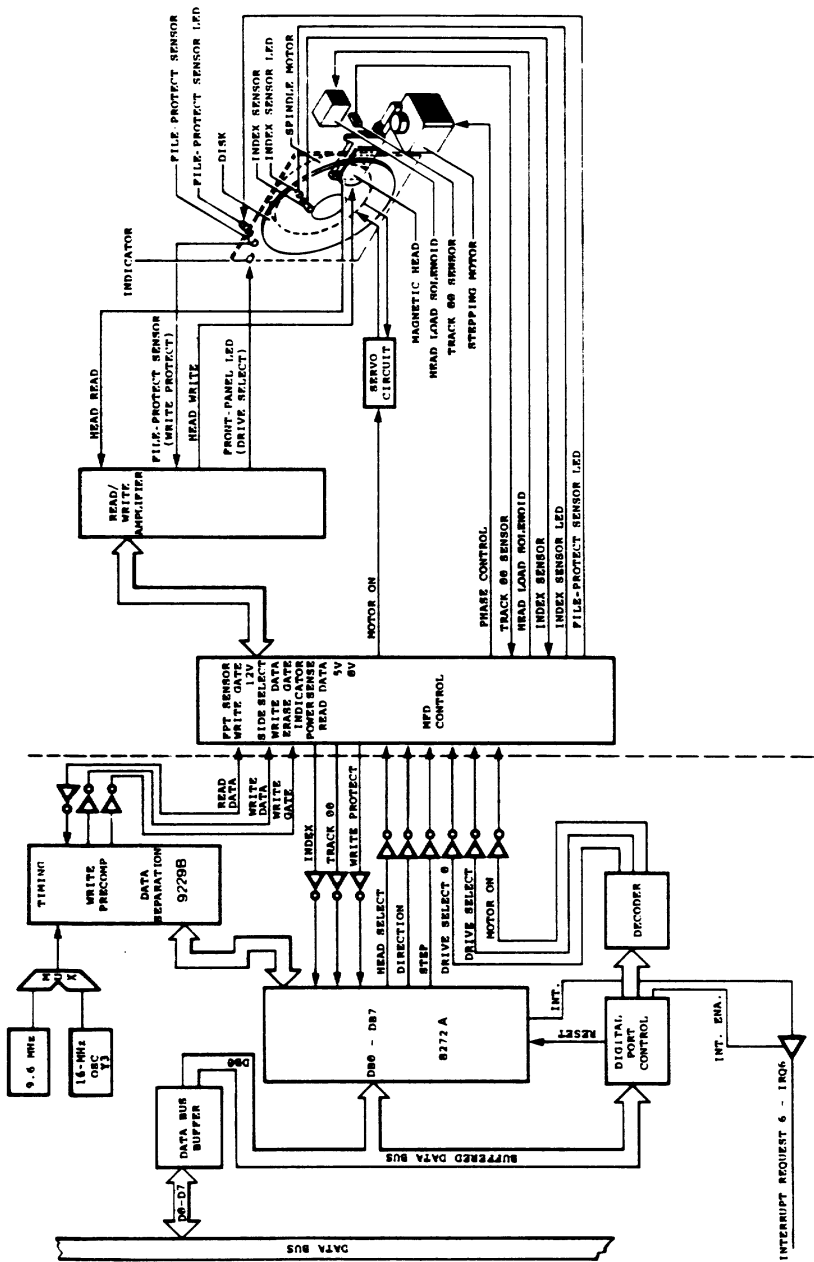 DATA BUS
D0-D7
DATA BUS
BUFFER
DB0
BUFFERED DATA BUS
9.6 MHz
16-MHz
OSC
Y3
MUX
TIMING
WRITE
PRECOMP
DATA
SEPARATION
9229B
DB0 - DB7
8272A
RESET
INT.
DIGITAL
PORT
CONTROL
DECODER
INT. ENA.
INTERRUPT REQUEST 6 - IRQ6
READ
DATA
WRITE
DATA
WRITE
GATE
INDEX
TRACK 00
WRITE PROTECT
HEAD SELECT
DIRECTION
STEP
DRIVE SELECT 0
DRIVE SELECT
MOTOR ON
FPT SENSOR
WRITE GATE
12V
SIDE SELECT
WRITE DATA
ERASE GATE
INDICATOR
POWER SENSE
READ DATA
5V
0V
MFD
CONTROL
READ/
WRITE
AMPLIFIER
HEAD READ
FILE-PROTECT SENSOR
(WRITE PROTECT)
HEAD WRITE
FRONT-PANEL LED
(DRIVE SELECT)
MOTOR ON
SERVO
CIRCUIT
PHASE CONTROL
TRACK 00 SENSOR
HEAD LOAD SOLENOID
INDEX SENSOR
INDEX SENSOR LED
FILE-PROTECT SENSOR LED
INDICATOR
FILE-PROTECT SENSOR
FILE-PROTECT SENSOR LED
DISK
INDEX SENSOR
INDEX SENSOR LED
SPINDLE MOTOR
MAGNETIC HEAD
HEAD LOAD SOLENOID
TRACK 00 SENSOR
STEPPING MOTOR